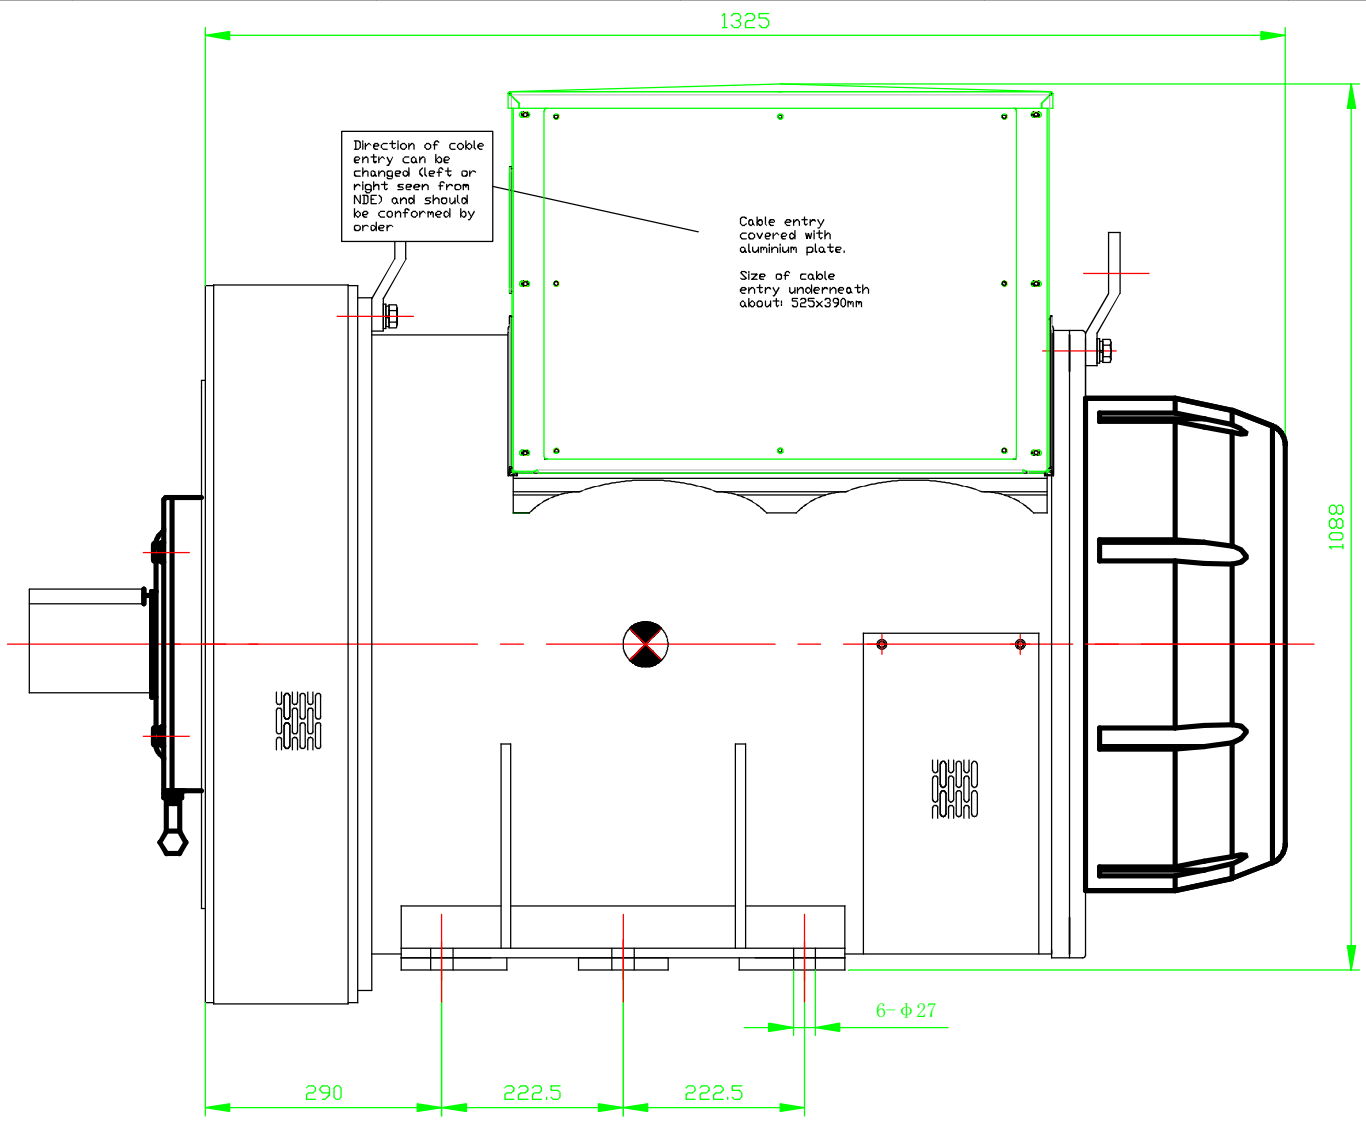 1325
Direction of coble
entry can be
changed (left or
right seen from
NDE) and should
be conformed by
order
Cable entry
covered with
aluminium plate.
Size of cable
entry underneath
about: 525x390mm
1088
6-ϕ27
290
222.5
222.5